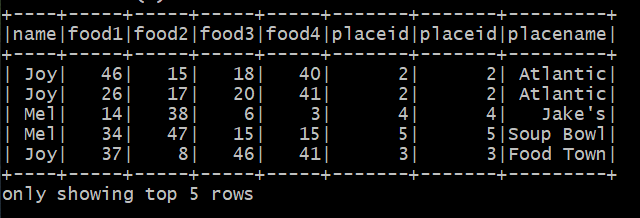 +----+-----+-----+-----+-----+-------+-------+---------+
|name|food1|food2|food3|food4|placeid|placeid|placename|
+----+-----+-----+-----+-----+-------+-------+---------+
| Joy|   46|   15|   18|   40|      2|      2| Atlantic|
| Joy|   26|   17|   20|   41|      2|      2| Atlantic|
| Mel|   14|   38|    6|    3|      4|      4|   Jake's|
| Mel|   34|   47|   15|   15|      5|      5|Soup Bowl|
| Joy|   37|    8|   46|   41|      3|      3|Food Town|
+----+-----+-----+-----+-----+-------+-------+---------+
only showing top 5 rows